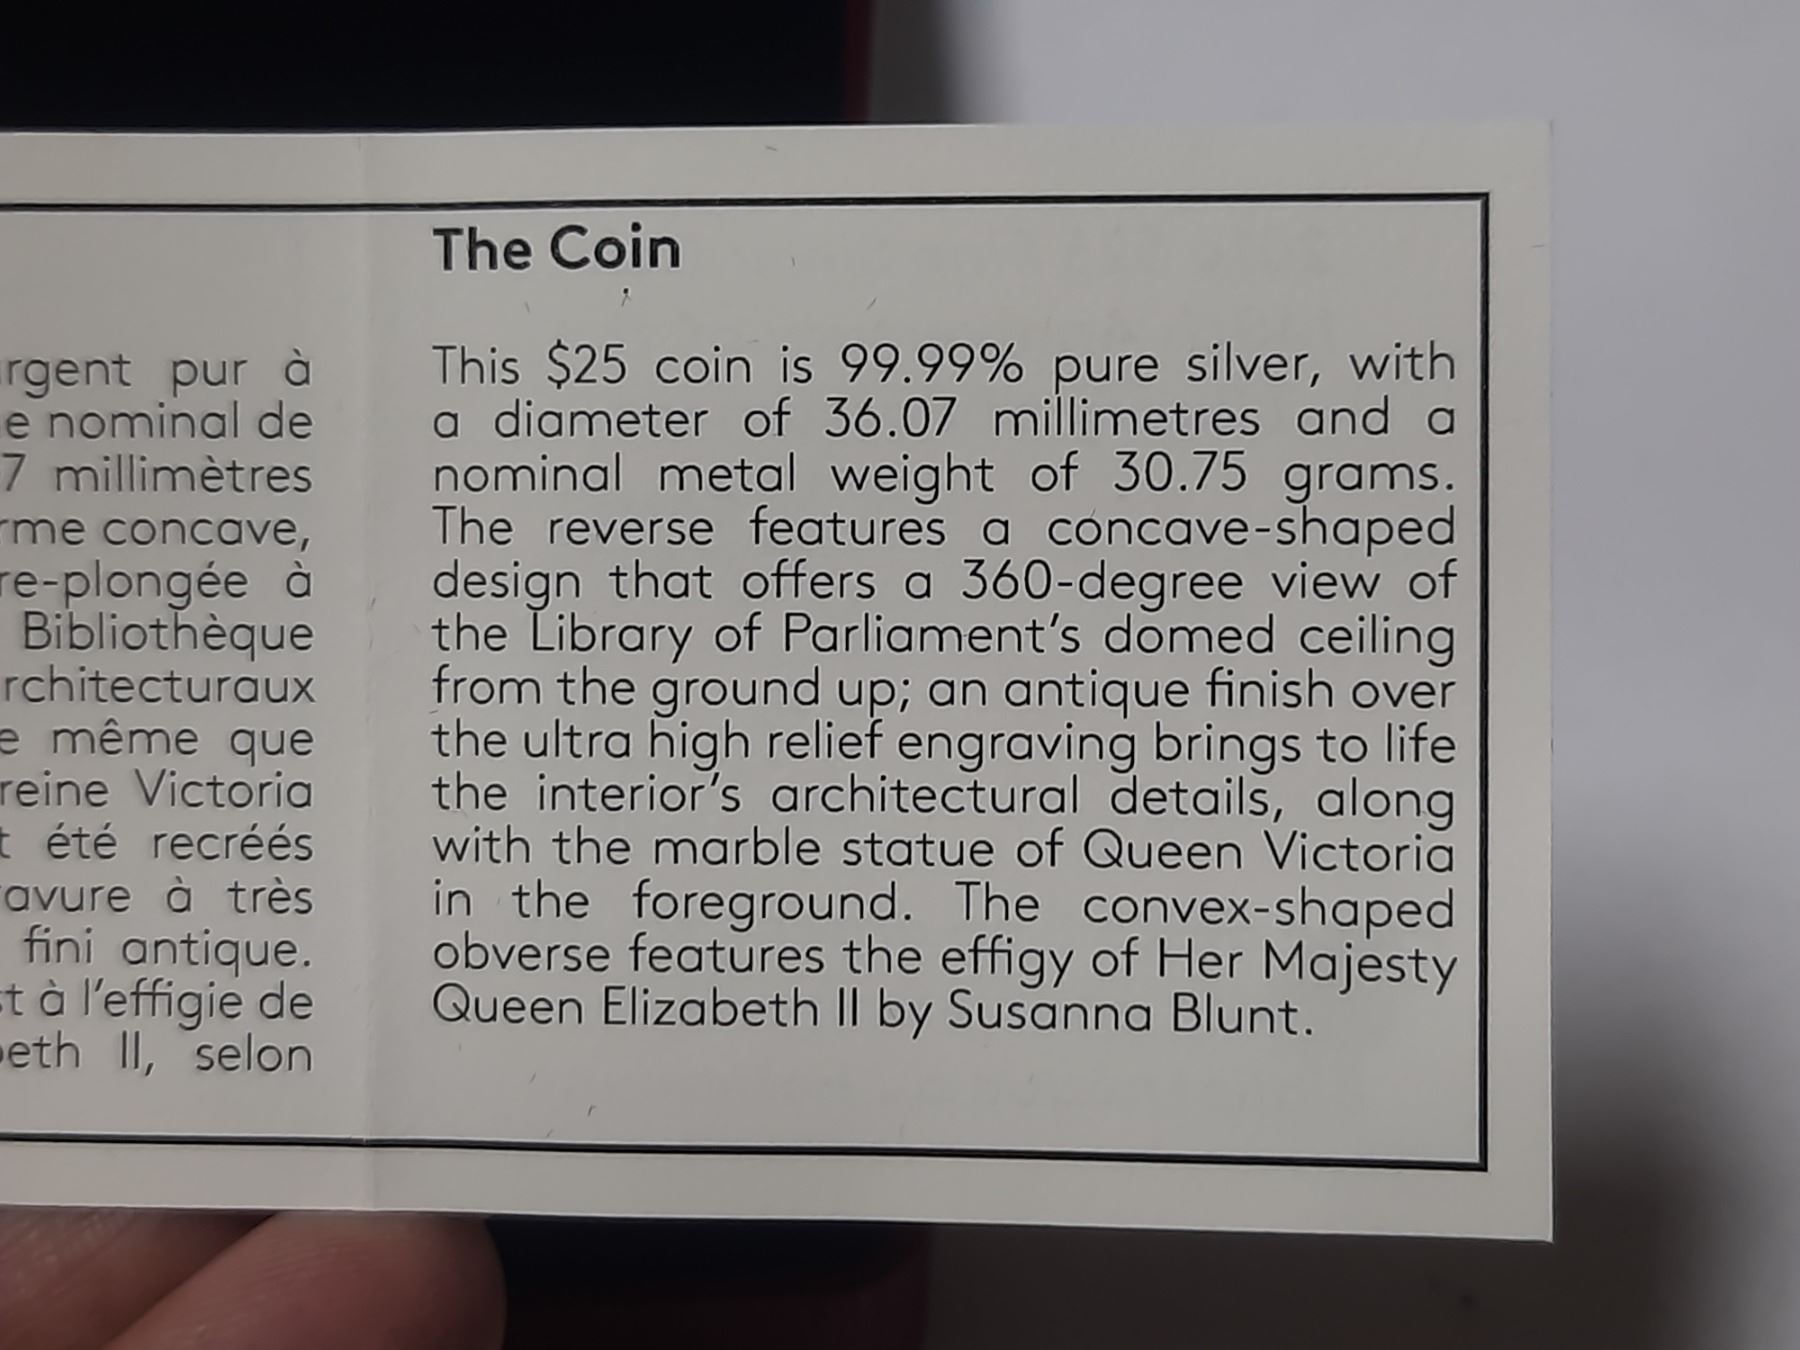 urgent pur à
e nominal de
7 millimètres
rme concave,
re-plongée à
Bibliothèque
rchitecturaux
e même que
reine Victoria
t été recréés
avure à très
fini antique.
t à l'effigie de
eth II, selon
The Coin
This $25 coin is 99.99% pure silver, with
a diameter of 36.07 millimetres and a
nominal metal weight of 30.75 grams.
The reverse features a concave-shaped
design that offers a 360-degree view of
the Library of Parliament's domed ceiling
from the ground up; an antique finish over
the ultra high relief engraving brings to life
the interior's architectural details, along
with the marble statue of Queen Victoria
in the foreground. The convex-shaped
obverse features the effigy of Her Majesty
Queen Elizabeth II by Susanna Blunt.